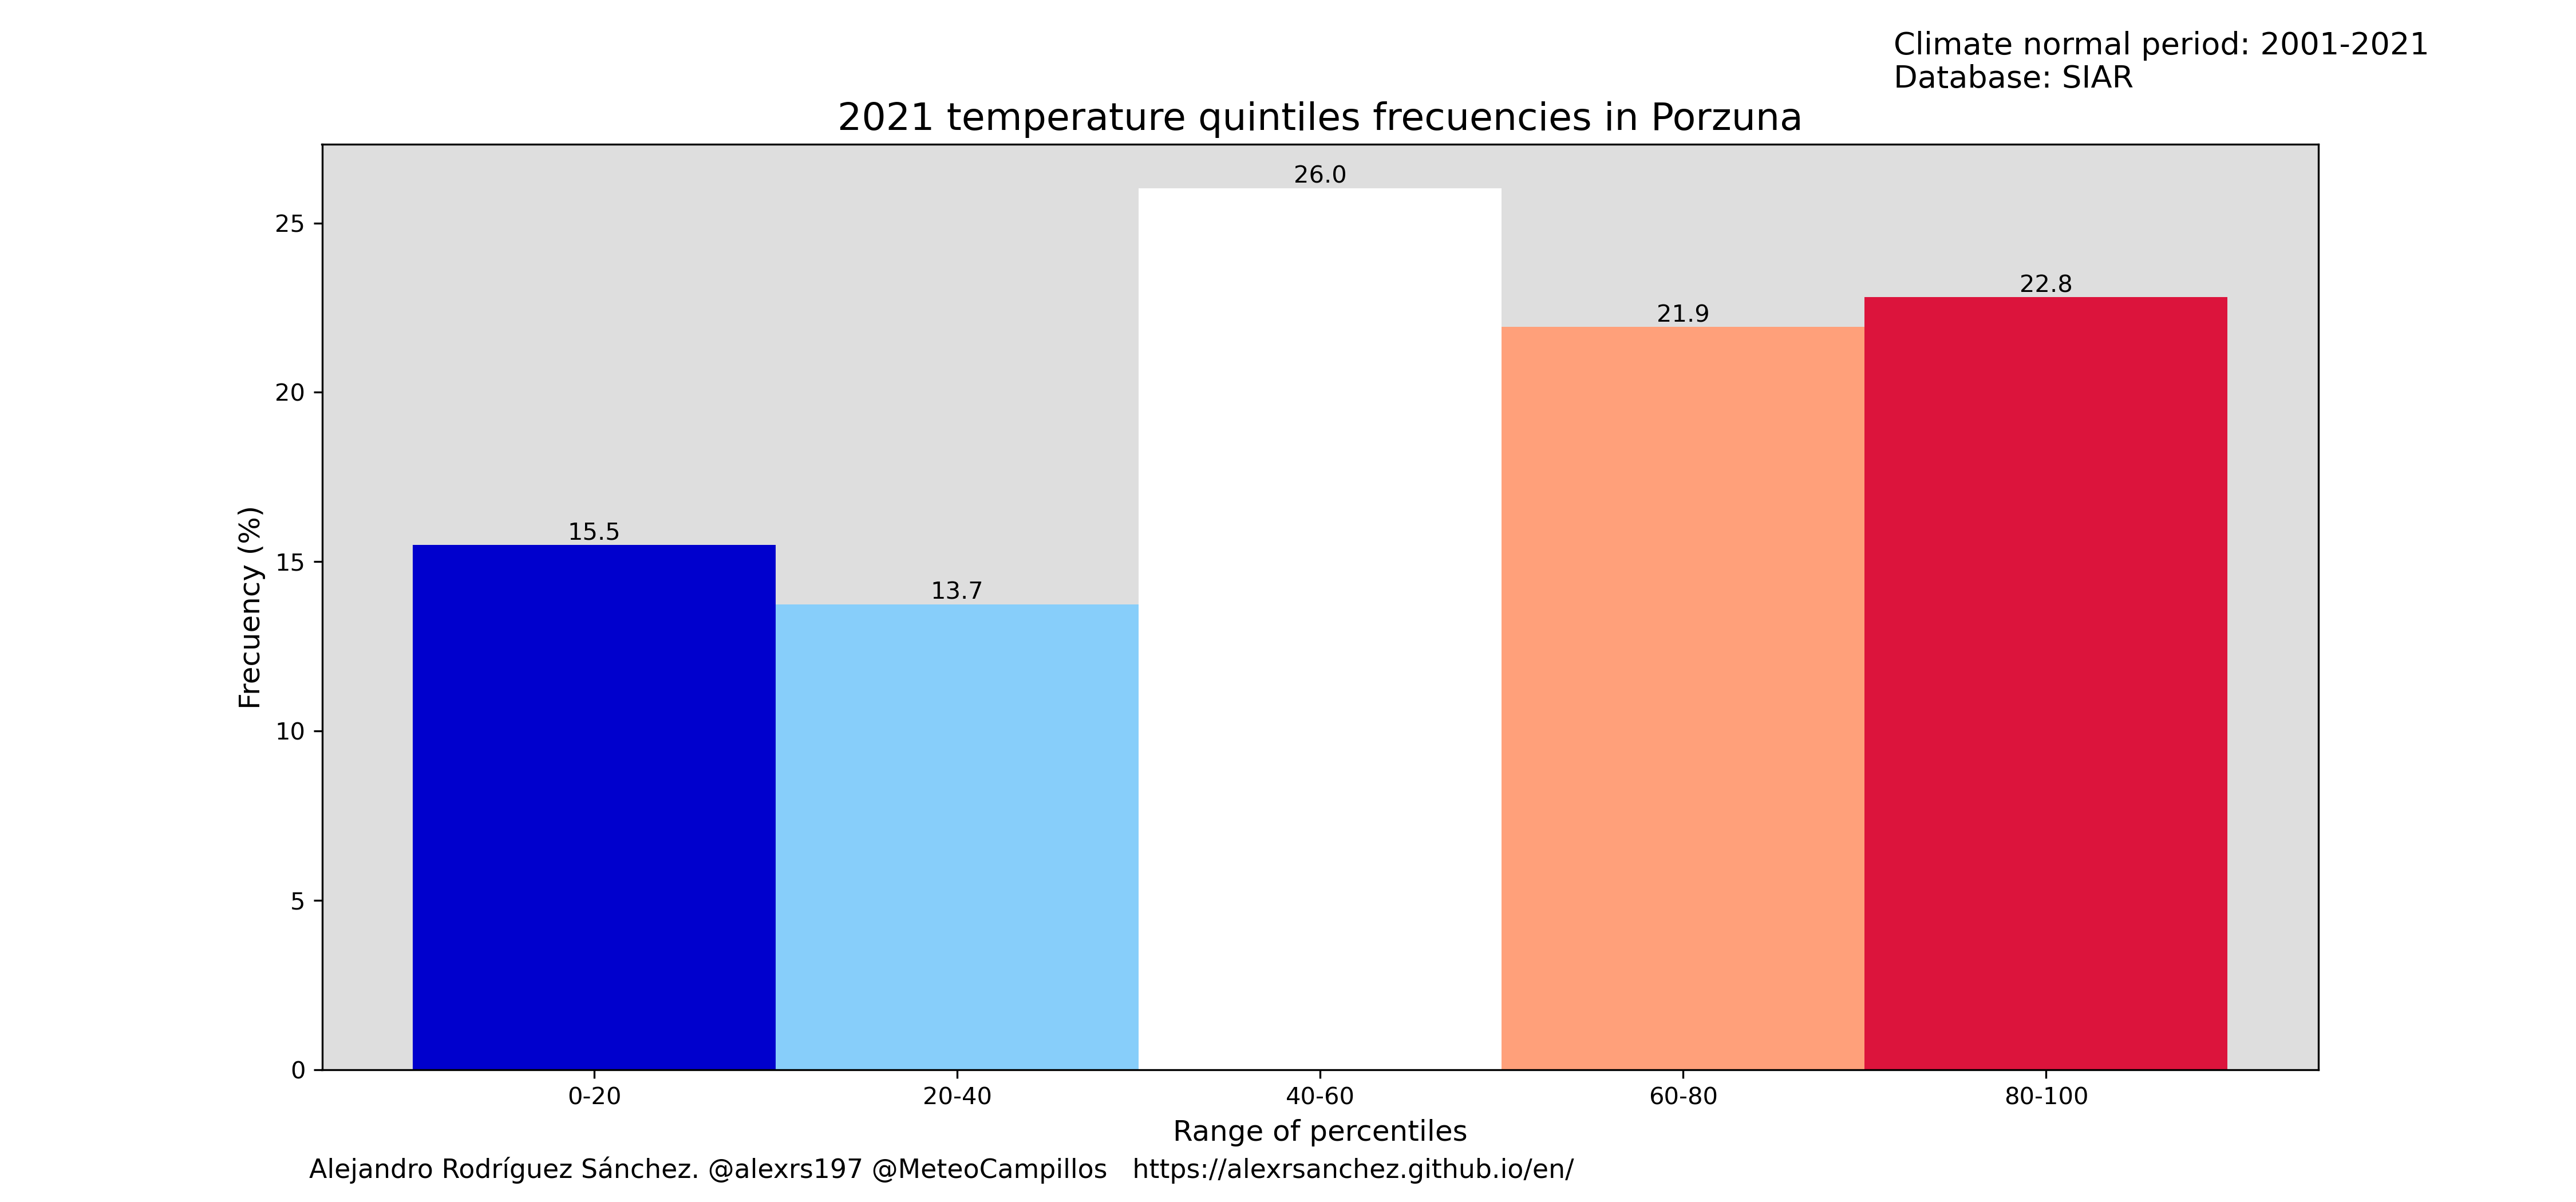 Climate normal period: 2001-2021
Database: SIAR
2021 temperature quintiles frecuencies in Porzuna
26.0
25
22.8
21.9
20
15.5
15
13.7
10
5
0
Frecuency (%)
0-20 20-40 40-60 60-80 80-100
Range of percentiles
Alejandro Rodríguez Sánchez. @alexrs197 @MeteoCampillos https://alexrsanchez.github.io/en/